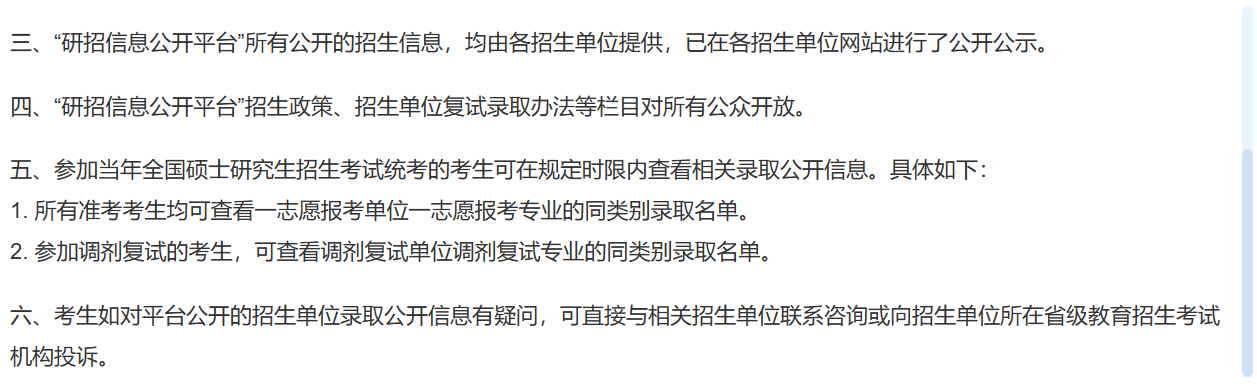 三、“研招信息公开平台”所有公开的招生信息，均由各招生单位提供，已在各招生单位网站进行了公开公示。
四、“研招信息公开平台”招生政策、招生单位复试录取办法等栏目对所有公众开放。
五、参加当年全国硕士研究生招生考试统考的考生可在规定时限内查看相关录取公开信息。具体如下：
1. 所有准考考生均可查看一志愿报考单位一志愿报考专业的同类别录取名单。
2. 参加调剂复试的考生，可查看调剂复试单位调剂复试专业的同类别录取名单。
六、考生如对平台公开的招生单位录取公开信息有疑问，可直接与相关招生单位联系咨询或向招生单位所在省级教育招生考试
机构投诉。